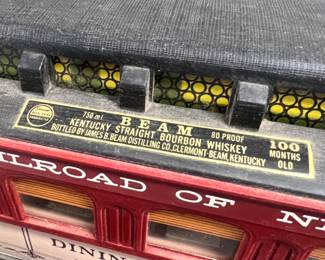 750 ml
BEAM
80 PROOF
KENTUCKY STRAIGHT BOURBON WHISKEY
BOTTLED BY JAMES B. BEAM DISTILLING CO. CLERMONT-BEAM, KENTUCKY
100
MONTHS
OLD
ILROAD OF N
DININ